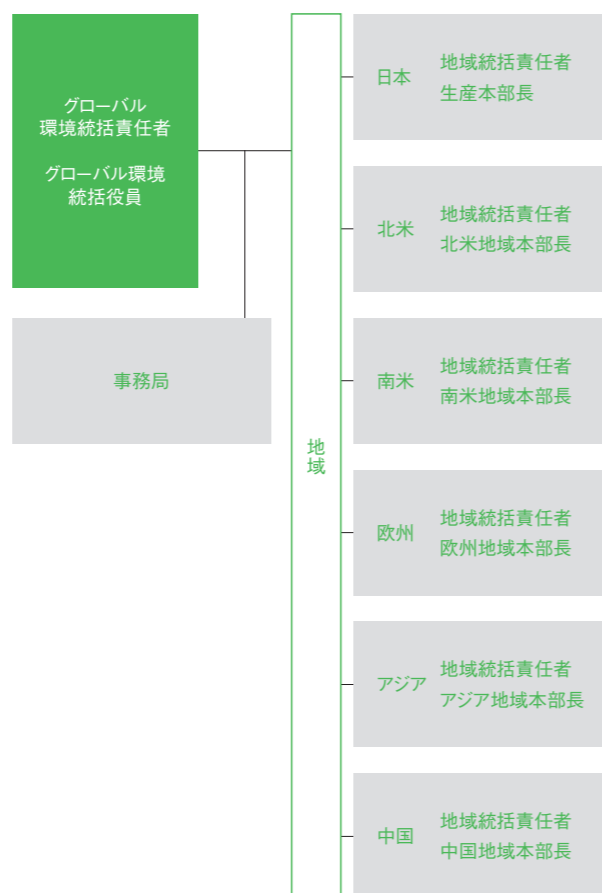 グローバル
環境統括責任者
グローバル環境
統括役員
事務局
地域
日本
地域統括責任者
生産本部長
北米
地域統括責任者
北米地域本部長
南米
地域統括責任者
南米地域本部長
欧州
地域統括責任者
欧州地域本部長
アジア
地域統括責任者
アジア地域本部長
中国
地域統括責任者
中国地域本部長